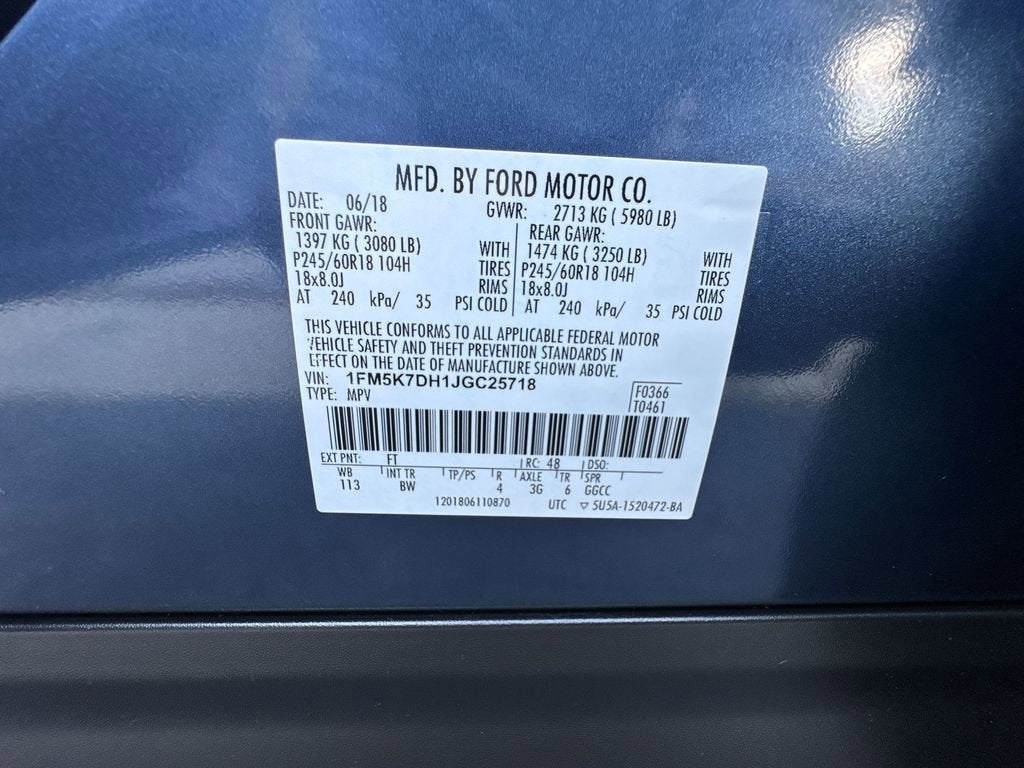 MFD. BY FORD MOTOR CO.
DATE: 06/18 GVWR: 2713 KG ( 5980 LB)
FRONT GAWR: REAR GAWR:
1397 KG ( 3080 LB) WITH 1474 KG ( 3250 LB) WITH
P245/60R18 104H TIRES P245/60R18 104H TIRES
18x8.0J RIMS 18x8.0J RIMS
AT 240 kPa/ 35 PSI COLD AT 240 kPa/ 35 PSI COLD
THIS VEHICLE CONFORMS TO ALL APPLICABLE FEDERAL MOTOR
VEHICLE SAFETY AND THEFT PREVENTION STANDARDS IN
EFFECT ON THE DATE OF MANUFACTURE SHOWN ABOVE.
VIN: 1FM5K7DH1JGC25718 F0366
TYPE: MPV T0461
EXT PNT: FT RC: 48 DSO:
WB INT TR TP/PS R AXLE TR SPR
113 BW 4 3G 6 GGCC
1201806110870 UTC ▽ 5U5A-1520472-BA